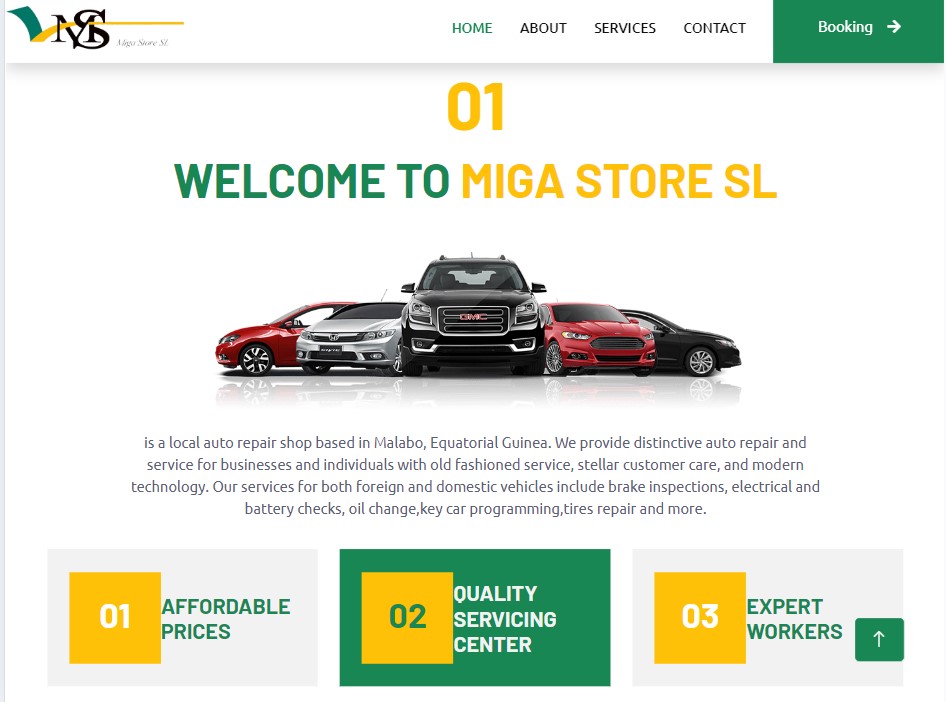 MSS
Miga Store SL
HOME ABOUT SERVICES CONTACT Booking
01
WELCOME TO MIGA STORE SL
GMC
CIVIC
is a local auto repair shop based in Malabo, Equatorial Guinea. We provide distinctive auto repair and
service for businesses and individuals with old fashioned service, stellar customer care, and modern
technology. Our services for both foreign and domestic vehicles include brake inspections, electrical and
battery checks, oil change,key car programming,tires repair and more.
01
AFFORDABLE
PRICES
02
QUALITY
SERVICING
CENTER
03
EXPERT
WORKERS